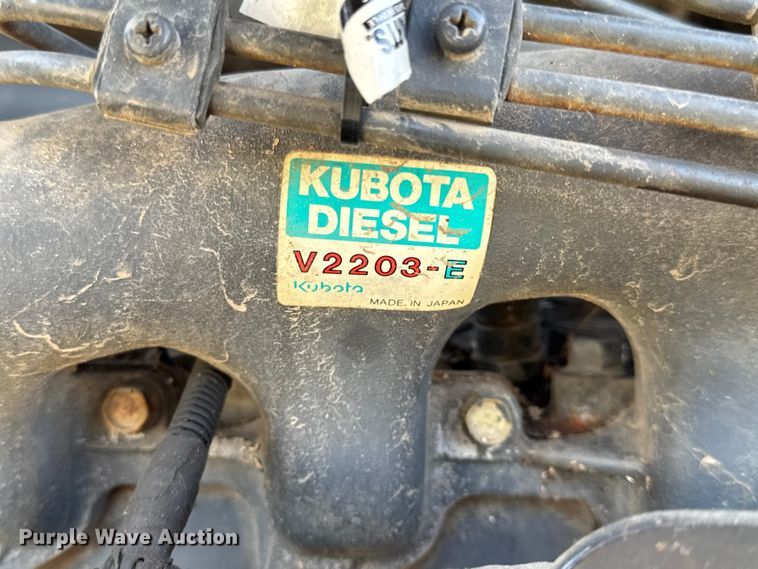 KUBOTA
DIESEL
V2203-E
Kubota
MADE IN JAPAN
Purple Wave Auction